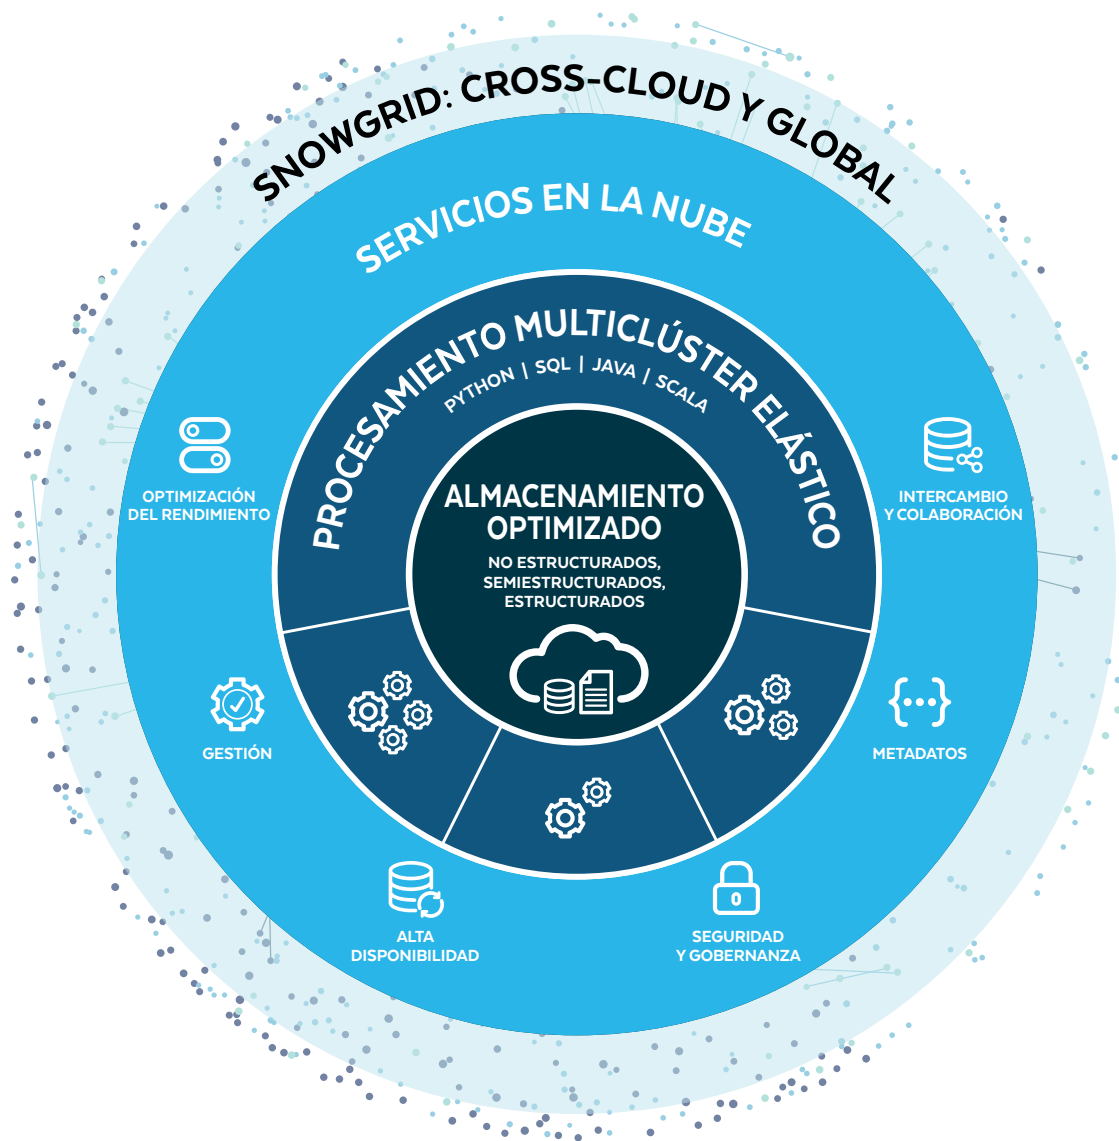 SNOWGRID: CROSS-CLOUD Y GLOBAL
SERVICIOS EN LA NUBE
PROCESAMIENTO MULTICLÚSTER ELÁSTICO
PYTHON | SQL | JAVA | SCALA
ALMACENAMIENTO
OPTIMIZADO
NO ESTRUCTURADOS,
SEMIESTRUCTURADOS,
ESTRUCTURADOS
OPTIMIZACIÓN
DEL RENDIMIENTO
INTERCAMBIO
Y COLABORACIÓN
GESTIÓN
METADATOS
ALTA
DISPONIBILIDAD
SEGURIDAD
Y GOBERNANZA